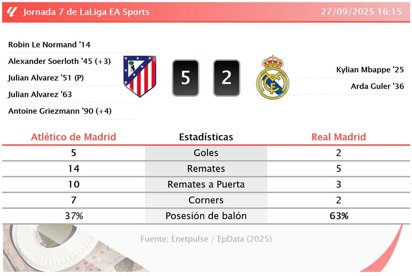 Jornada 7 de LaLiga EA Sports
27/09/2025 16:15
Robin Le Normand '14
Alexander Soerloth '45 (+3)
Julian Alvarez '51 (P)
Julian Alvarez '63
Antoine Griezmann '90 (+4)
5 2
Kylian Mbappe '25
Arda Guler '36
Atlético de Madrid Estadísticas Real Madrid
5 Goles 2
14 Remates 5
10 Remates a Puerta 3
7 Corners 2
37% Posesión de balón 63%
Fuente: Enetpulse / EpData (2025)